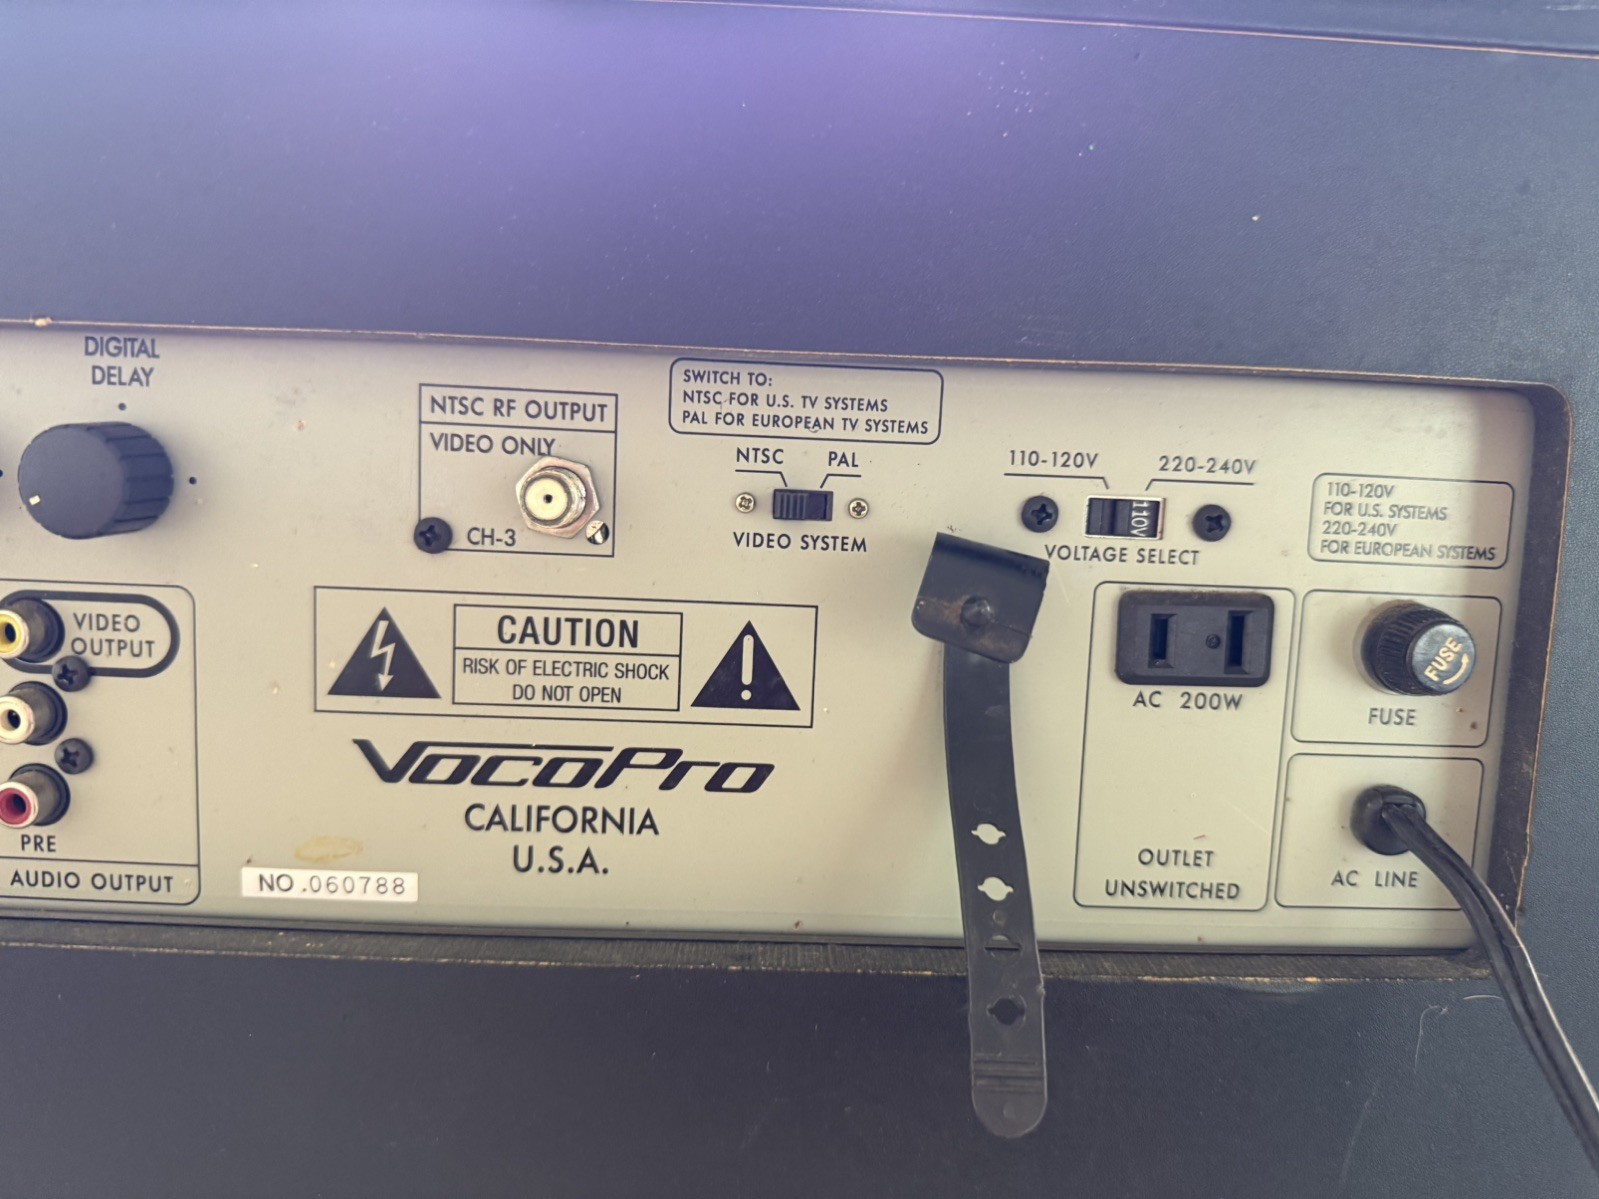 DIGITAL
DELAY
NTSC RF OUTPUT
VIDEO ONLY
CH-3
SWITCH TO:
NTSC FOR U.S. TV SYSTEMS
PAL FOR EUROPEAN TV SYSTEMS
NTSC PAL
VIDEO SYSTEM
110-120V 220-240V
110V
VOLTAGE SELECT
110-120V
FOR U.S. SYSTEMS
220-240V
FOR EUROPEAN SYSTEMS
VIDEO
OUTPUT
PRE
AUDIO OUTPUT
CAUTION
RISK OF ELECTRIC SHOCK
DO NOT OPEN
VocoPro
CALIFORNIA
U.S.A.
NO.060788
AC 200W
OUTLET
UNSWITCHED
FUSE
FUSE
AC LINE